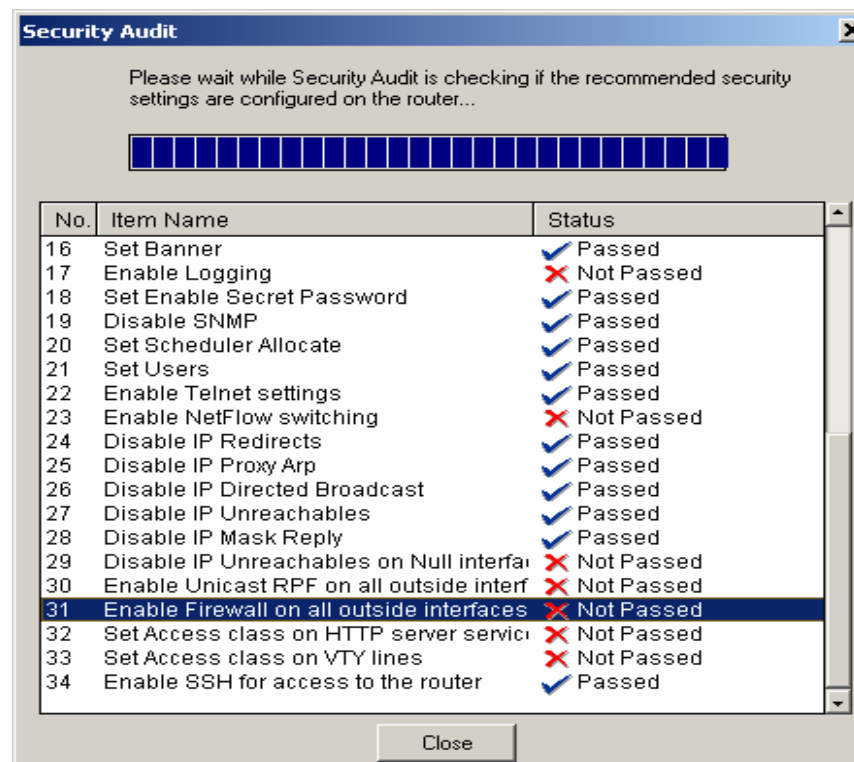 Security Audit
Please wait while Security Audit is checking if the recommended security
settings are configured on the router...
No. Item Name Status
16 Set Banner Passed
17 Enable Logging Not Passed
18 Set Enable Secret Password Passed
19 Disable SNMP Passed
20 Set Scheduler Allocate Passed
21 Set Users Passed
22 Enable Telnet settings Passed
23 Enable NetFlow switching Not Passed
24 Disable IP Redirects Passed
25 Disable IP Proxy Arp Passed
26 Disable IP Directed Broadcast Passed
27 Disable IP Unreachables Passed
28 Disable IP Mask Reply Passed
29 Disable IP Unreachables on Null interfa Not Passed
30 Enable Unicast RPF on all outside interf Not Passed
31 Enable Firewall on all outside interfaces Not Passed
32 Set Access class on HTTP server servic Not Passed
33 Set Access class on VTY lines Not Passed
34 Enable SSH for access to the router Passed
Close